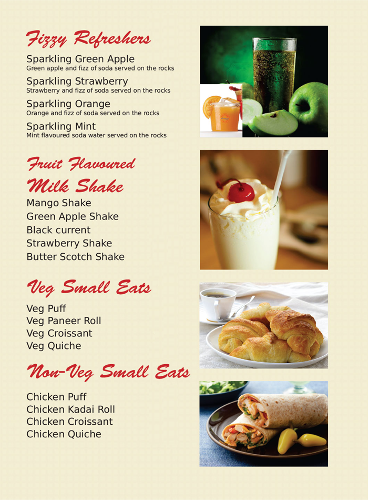 Fizzy Refreshers
Sparkling Green Apple
Green apple and fizz of soda served on the rocks
Sparkling Strawberry
Strawberry and fizz of soda served on the rocks
Sparkling Orange
Orange and fizz of soda served on the rocks
Sparkling Mint
Mint flavoured soda water served on the rocks
Fruit Flavoured
Milk Shake
Mango Shake
Green Apple Shake
Black current
Strawberry Shake
Butter Scotch Shake
Veg Small Eats
Veg Puff
Veg Paneer Roll
Veg Croissant
Veg Quiche
Non-Veg Small Eats
Chicken Puff
Chicken Kadai Roll
Chicken Croissant
Chicken Quiche